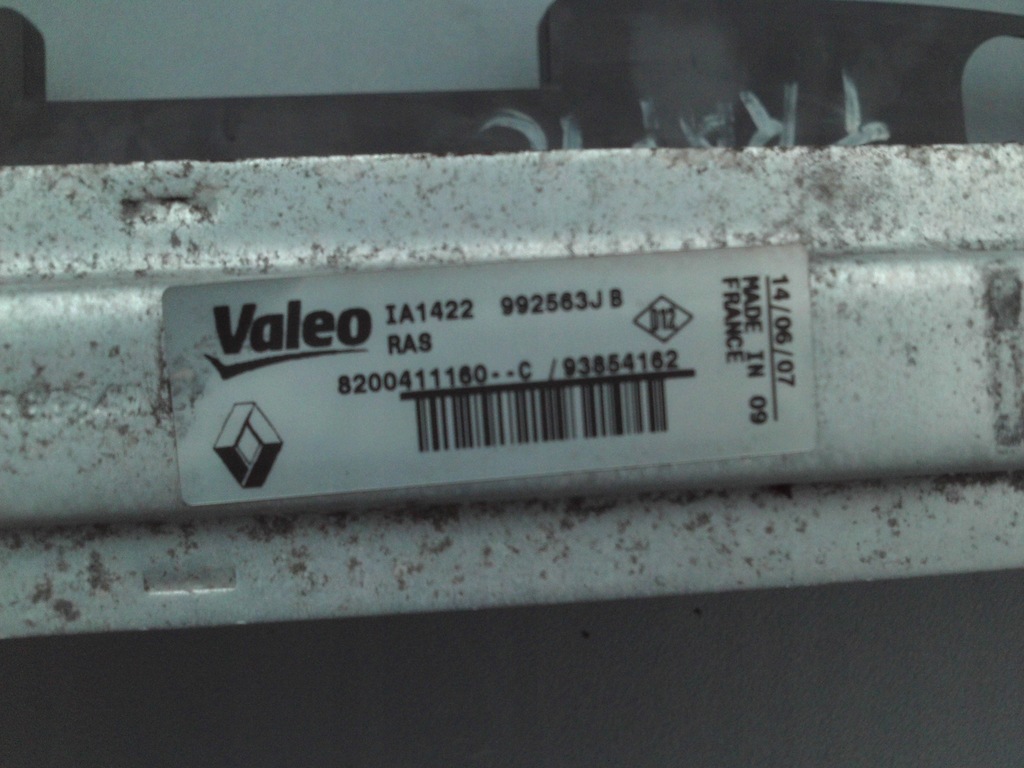 Valeo
IA1422 992563J B
RAS
D12
8200411160--C /93854162
14/06/07
MADE IN 09
FRANCE